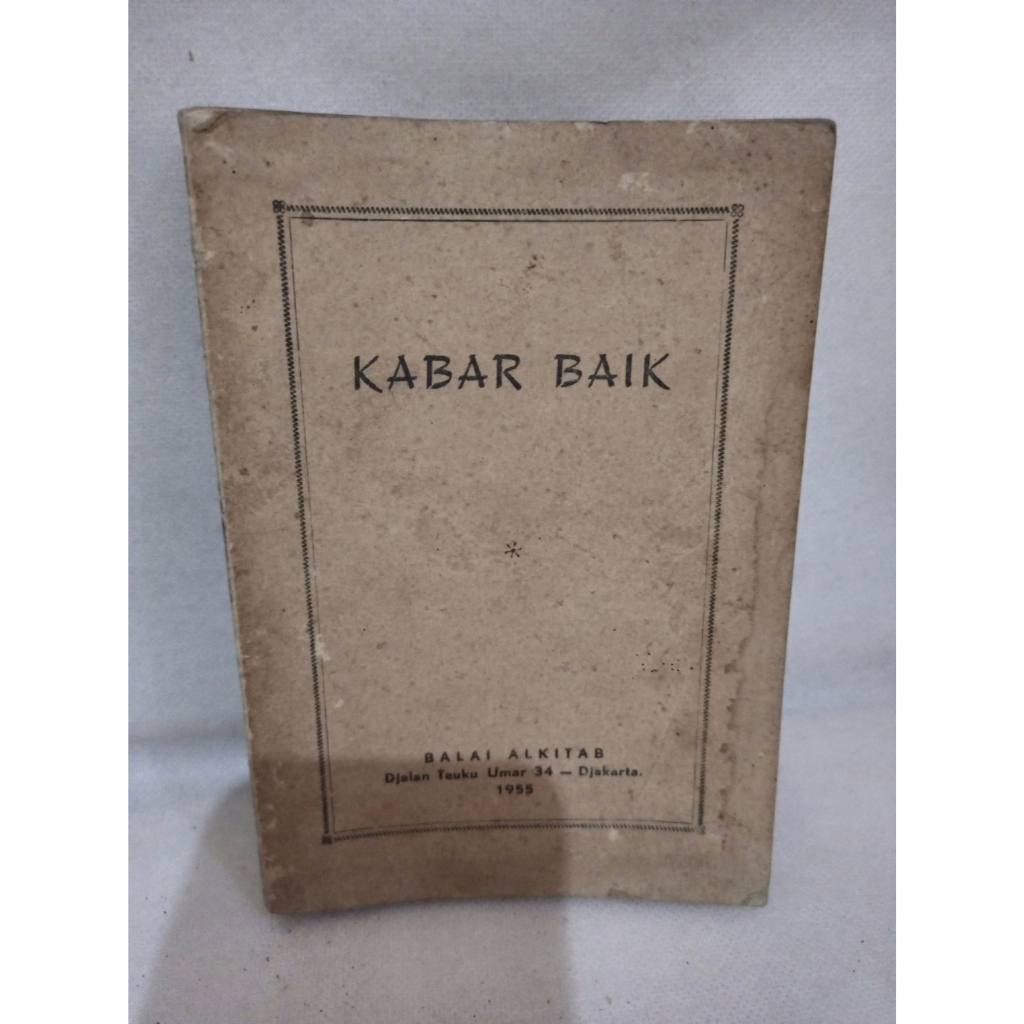 KABAR BAIK
*
BALAI ALKITAB
Djalan Teuku Umar 34 — Djakarta.
1955